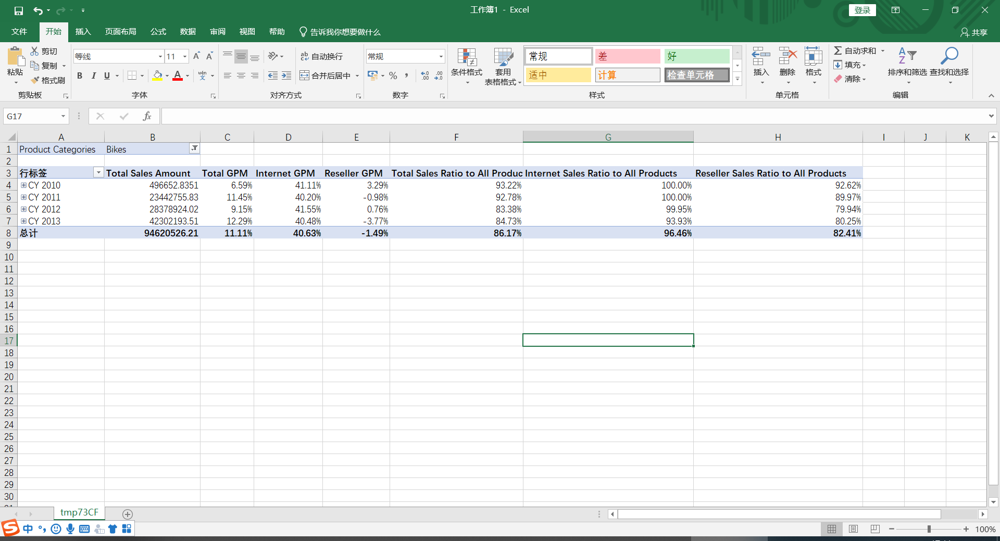 工作簿1 - Excel
登录
文件 开始 插入 页面布局 公式 数据 审阅 视图 帮助 告诉我你想要做什么 共享
粘贴 剪切 复制 格式刷
剪贴板
等线 11
B I U A wén 文
字体
ab 自动换行
合并后居中
对齐方式
常规
% , .00 .0
数字
条件格式 套用 表格格式
常规 差 好
适中 计算 检查单元格
样式
插入 删除 格式
单元格
自动求和 填充 清除
排序和筛选 查找和选择
编辑
G17 fx
A B C D E F G H I J K
1 Product Categories Bikes
2
3 行标签 Total Sales Amount Total GPM Internet GPM Reseller GPM Total Sales Ratio to All Produc Internet Sales Ratio to All Products Reseller Sales Ratio to All Products
4 CY 2010 496652.8351 6.59% 41.11% 3.29% 93.22% 100.00% 92.62%
5 CY 2011 23442755.83 11.45% 40.20% -0.98% 92.78% 100.00% 89.97%
6 CY 2012 28378924.02 9.15% 41.55% 0.76% 83.38% 99.95% 79.94%
7 CY 2013 42302193.51 12.29% 40.48% -3.77% 84.73% 93.93% 80.25%
8 总计 94620526.21 11.11% 40.63% -1.49% 86.17% 96.46% 82.41%
9
10
11
12
13
14
15
16
17
18
19
20
21
22
23
24
25
26
27
28
29
30
tmp73CF
中
100%